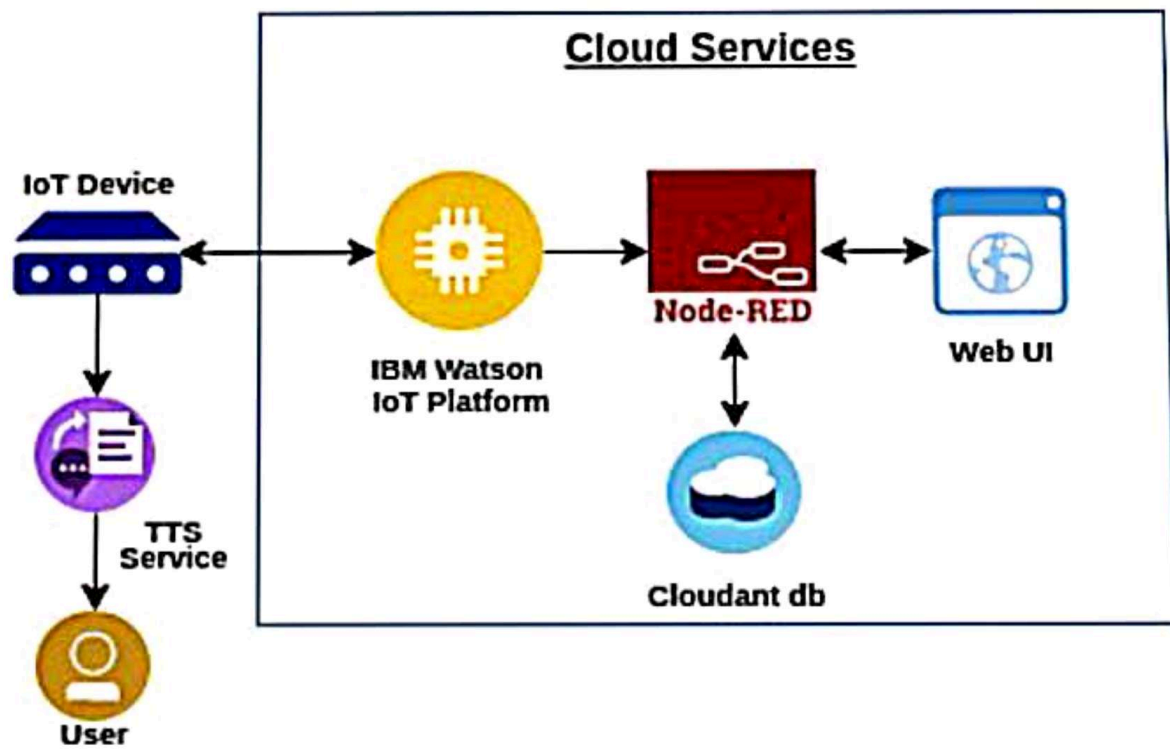 Cloud Services
IoT Device
IBM Watson
IoT Platform
Node-RED
Web UI
TTS
Service
Cloudant db
User